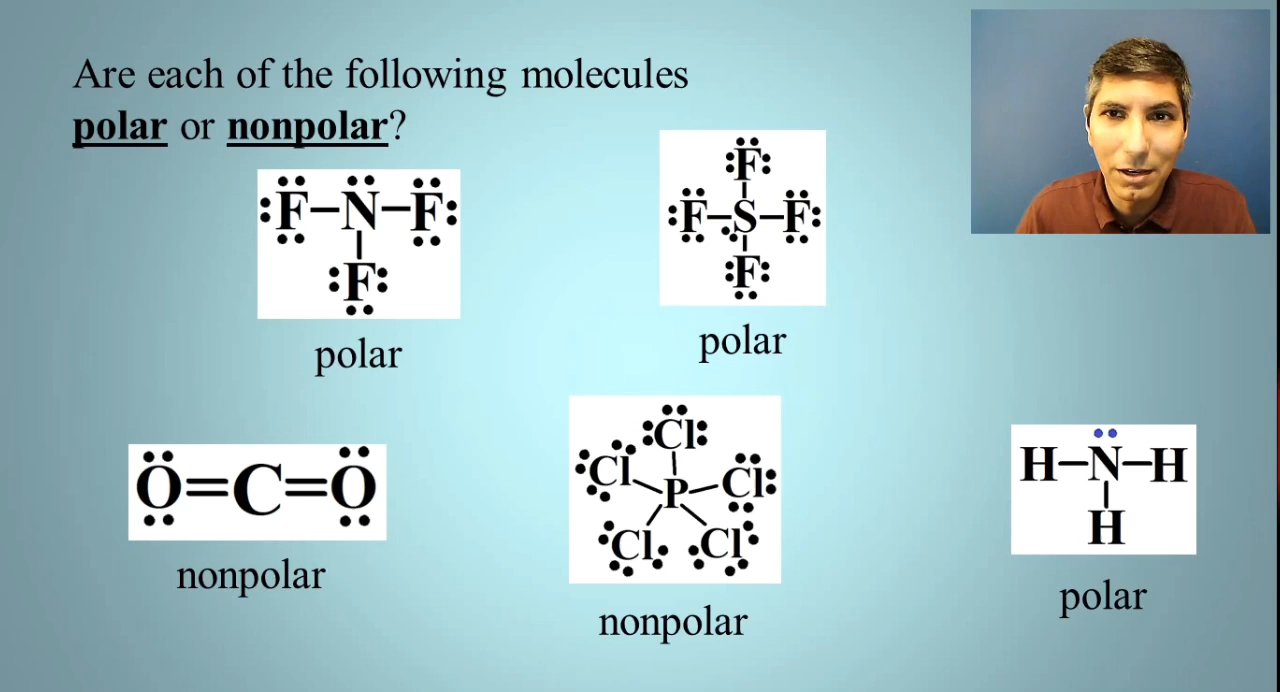 Are each of the following molecules
polar or nonpolar?
F–N–F
F
polar
F
F–S–F
F
polar
O=C=O
nonpolar
Cl
Cl P Cl
Cl Cl
nonpolar
H–N–H
H
polar